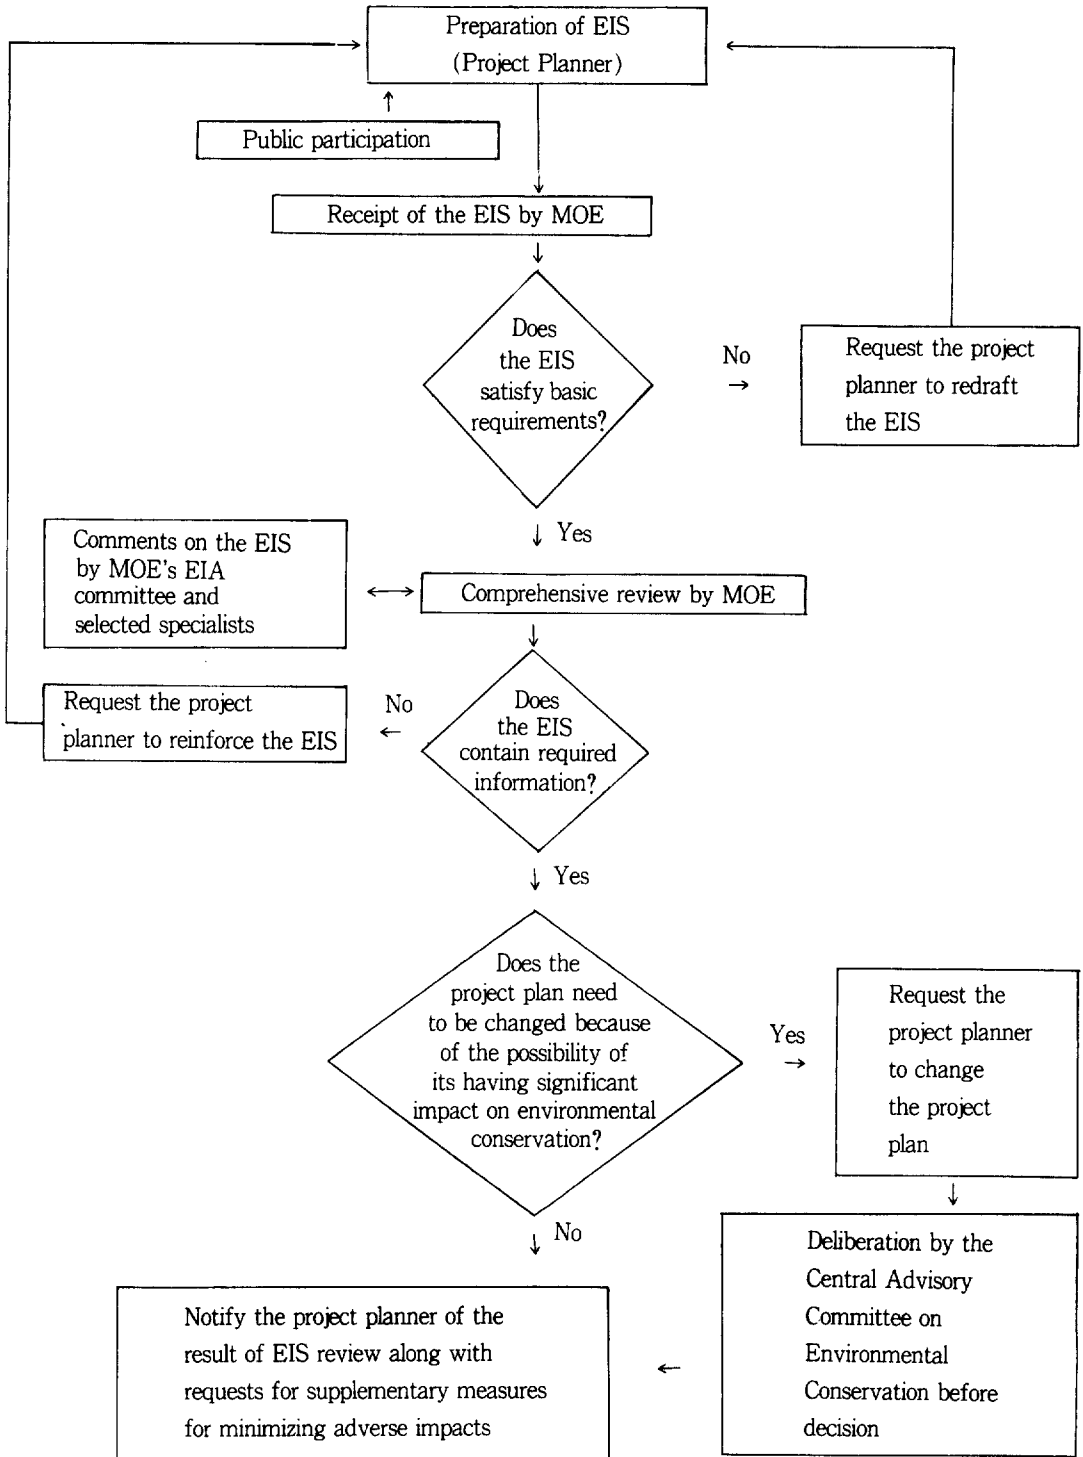 Preparation of EIS
(Project Planner)
Public participation
Receipt of the EIS by MOE
Does
the EIS
satisfy basic
requirements?
No
Request the project
planner to redraft
the EIS
Yes
Comments on the EIS
by MOE's EIA
committee and
selected specialists
Comprehensive review by MOE
Request the project
planner to reinforce the EIS
No
Does
the EIS
contain required
information?
Yes
Does the
project plan need
to be changed because
of the possibility of
its having significant
impact on environmental
conservation?
Yes
Request the
project planner
to change
the project
plan
No
Deliberation by the
Central Advisory
Committee on
Environmental
Conservation before
decision
Notify the project planner of the
result of EIS review along with
requests for supplementary measures
for minimizing adverse impacts